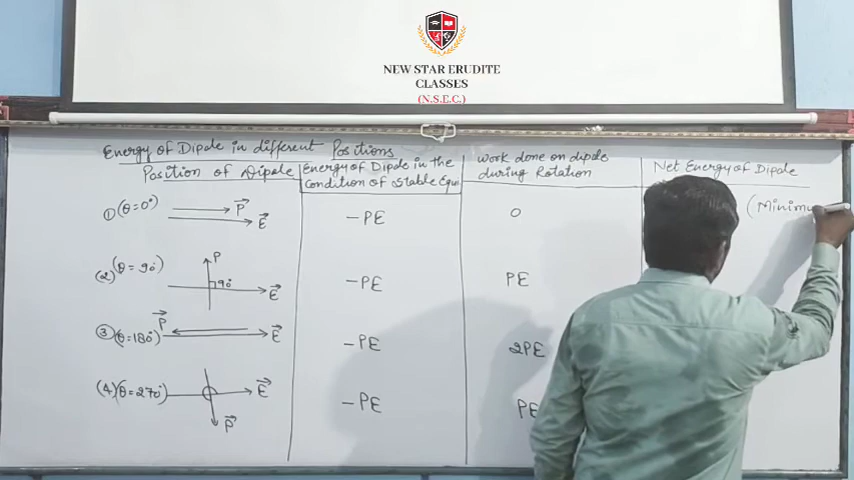 NEW STAR ERUDITE
CLASSES
(N.S.E.C.)
Energy of Dipole in different Positions
Position of Dipole
Energy of Dipole in the
Condition of Stable Equi
work done on dipole
during Rotation
Net Energy of Dipole
① (θ=0°) P⃗ E⃗
-PE
0
(Minimu
(2) (θ=90°) P 90° E⃗
-PE
PE
③ (θ=180°) P⃗ E⃗
-PE
2PE
(4) (θ=270°) E⃗ P⃗
-PE
PE